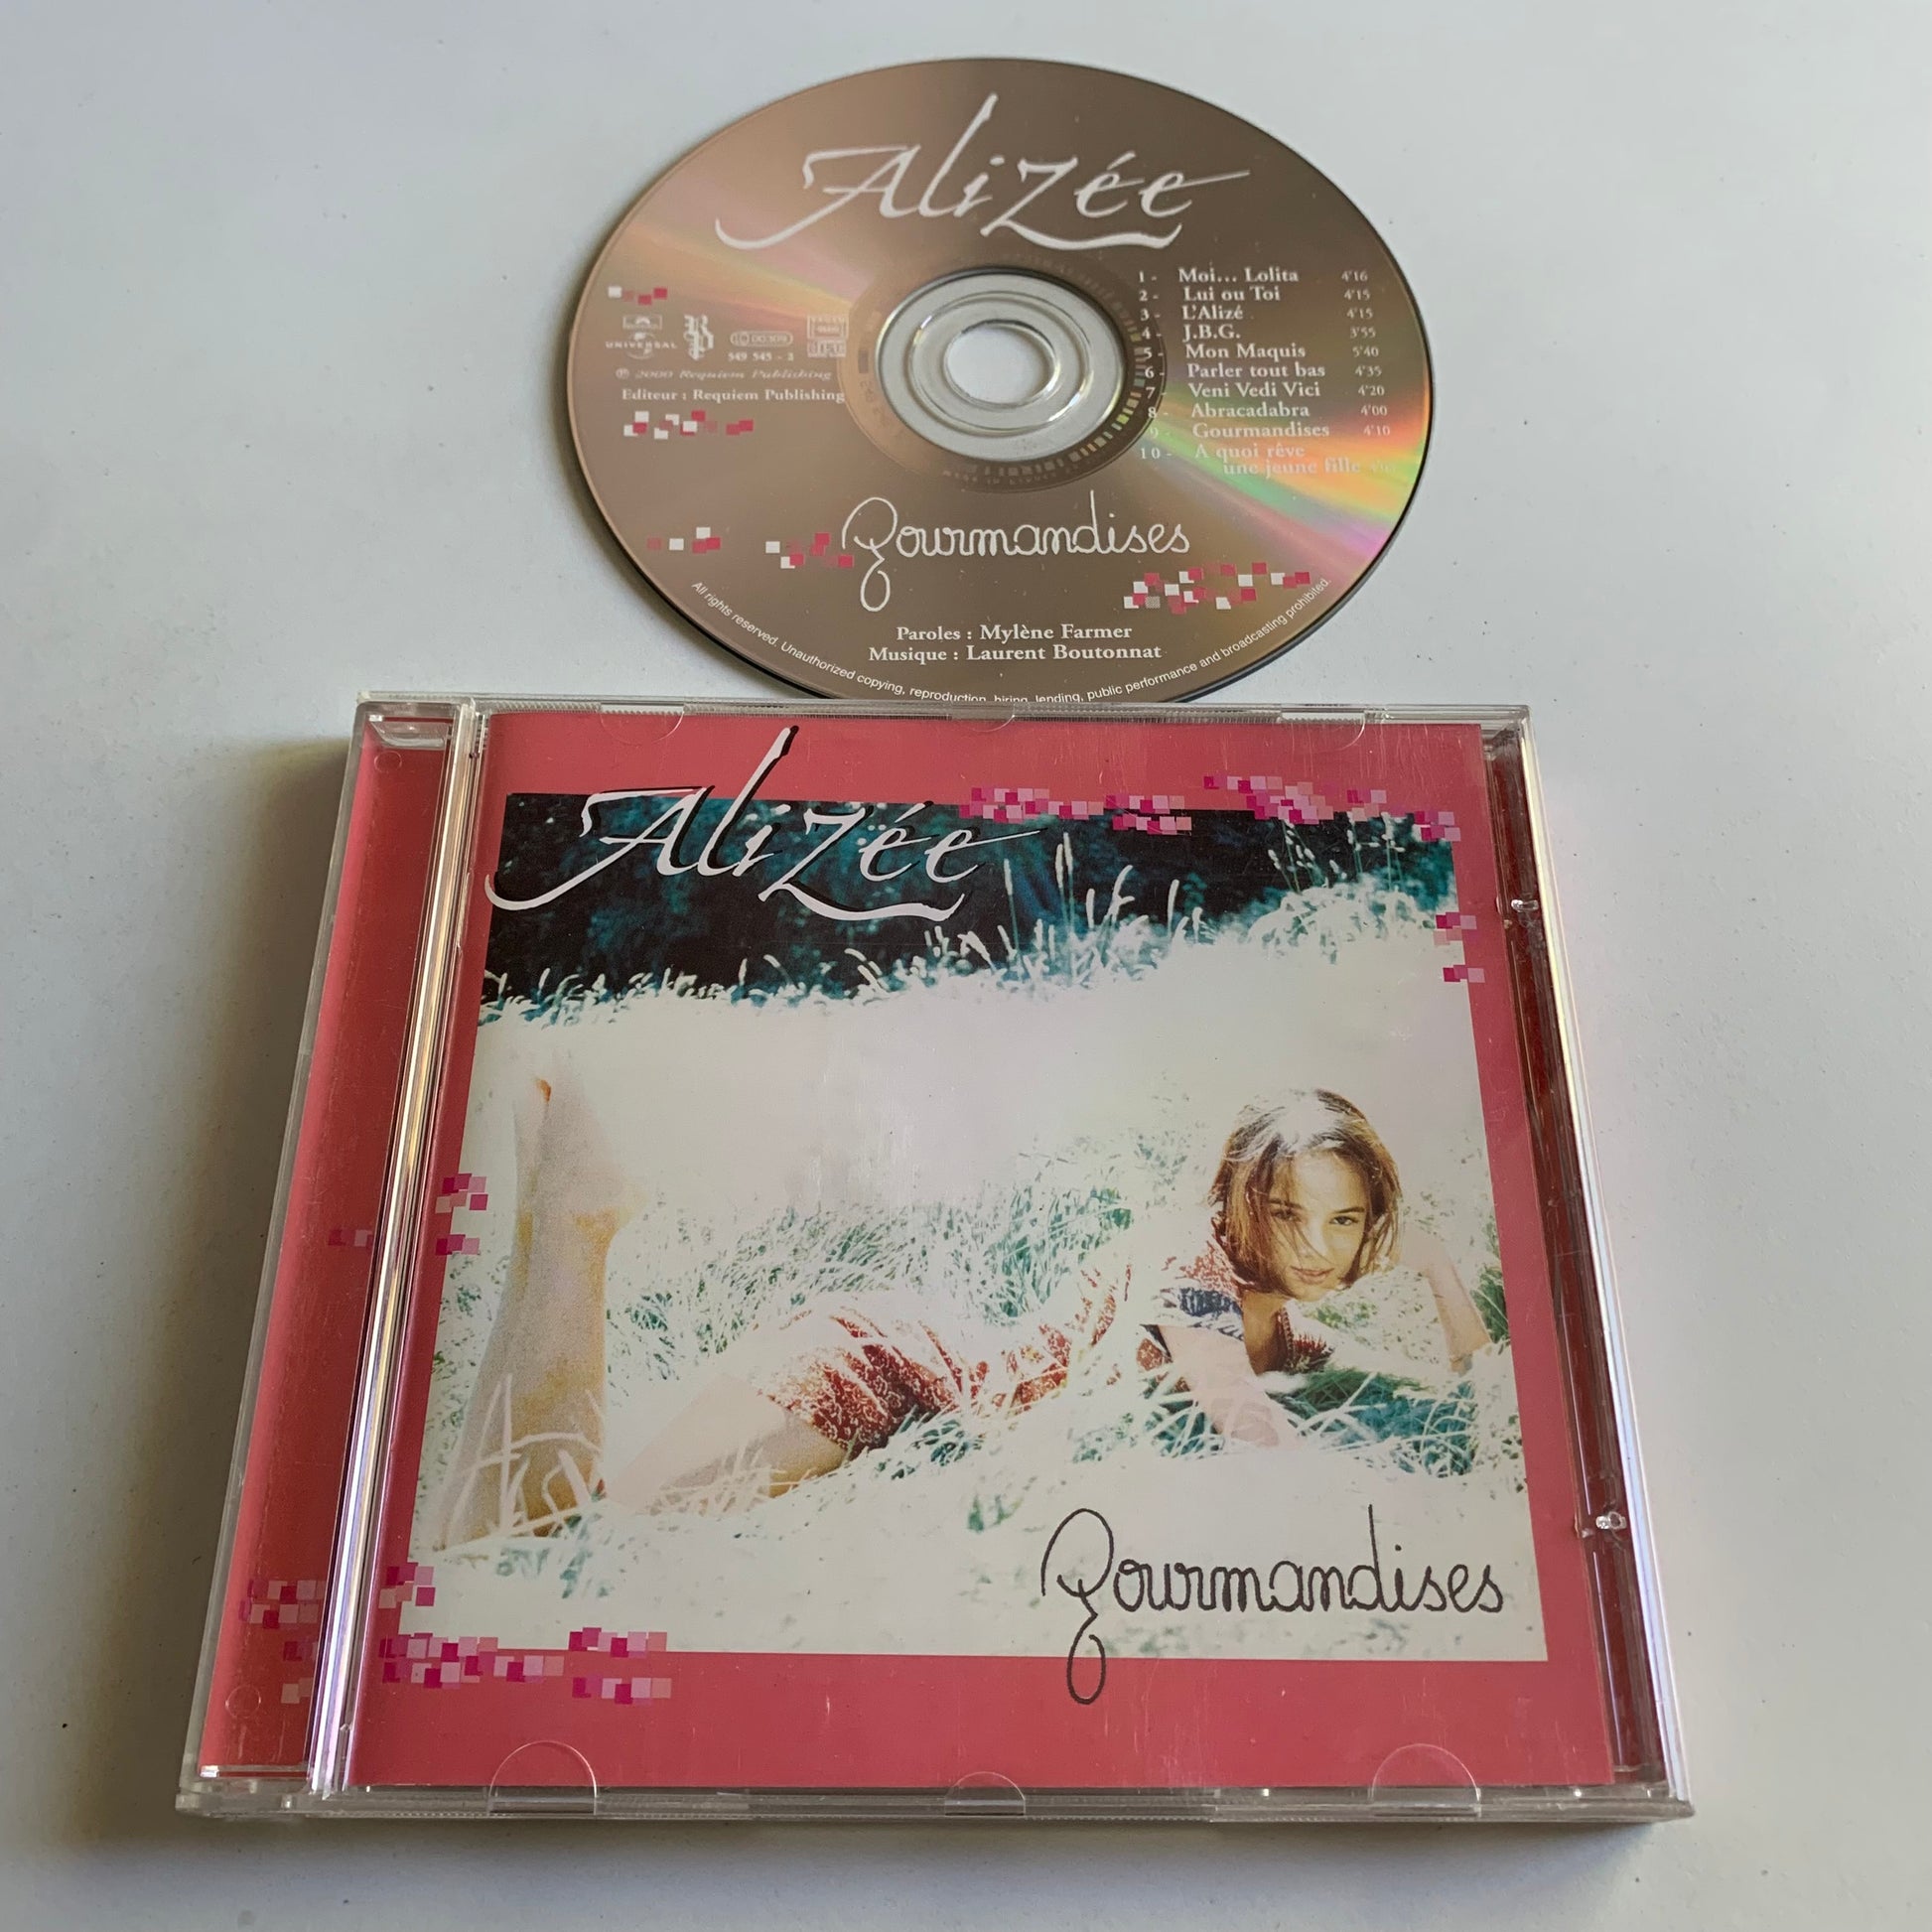 Alizée
1 - Moi... Lolita 4'16
2 - Lui ou Toi 4'15
3 - L'Alizé 4'15
4 - J.B.G. 3'55
5 - Mon Maquis 5'40
6 - Parler tout bas 4'35
7 - Veni Vedi Vici 4'20
8 - Abracadabra 4'00
9 - Gourmandises 4'10
10 - A quoi rêve
une jeune fille
UNIVERSAL
549 545 - 2
℗ 2000 Requiem Publishing
Editeur : Requiem Publishing
Gourmandises
Paroles : Mylène Farmer
Musique : Laurent Boutonnat
All rights reserved. Unauthorized copying, reproduction, hiring, lending, public performance and broadcasting prohibited.
Alizée
Gourmandises